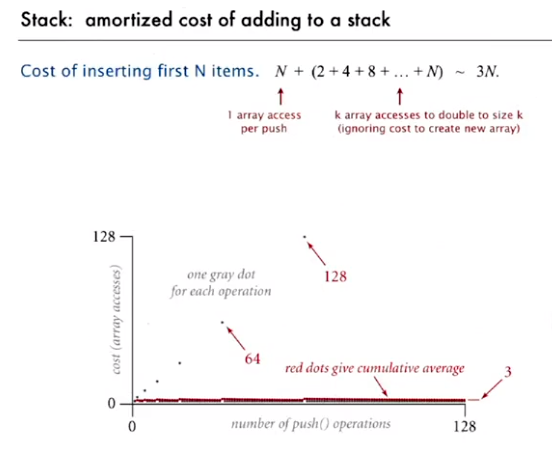 Stack: amortized cost of adding to a stack
Cost of inserting first N items. N + (2 + 4 + 8 + … + N) ~ 3N.
1 array access
per push
k array accesses to double to size k
(ignoring cost to create new array)
128
one gray dot
for each operation
128
cost (array accesses)
64
red dots give cumulative average
3
0
0
number of push() operations
128